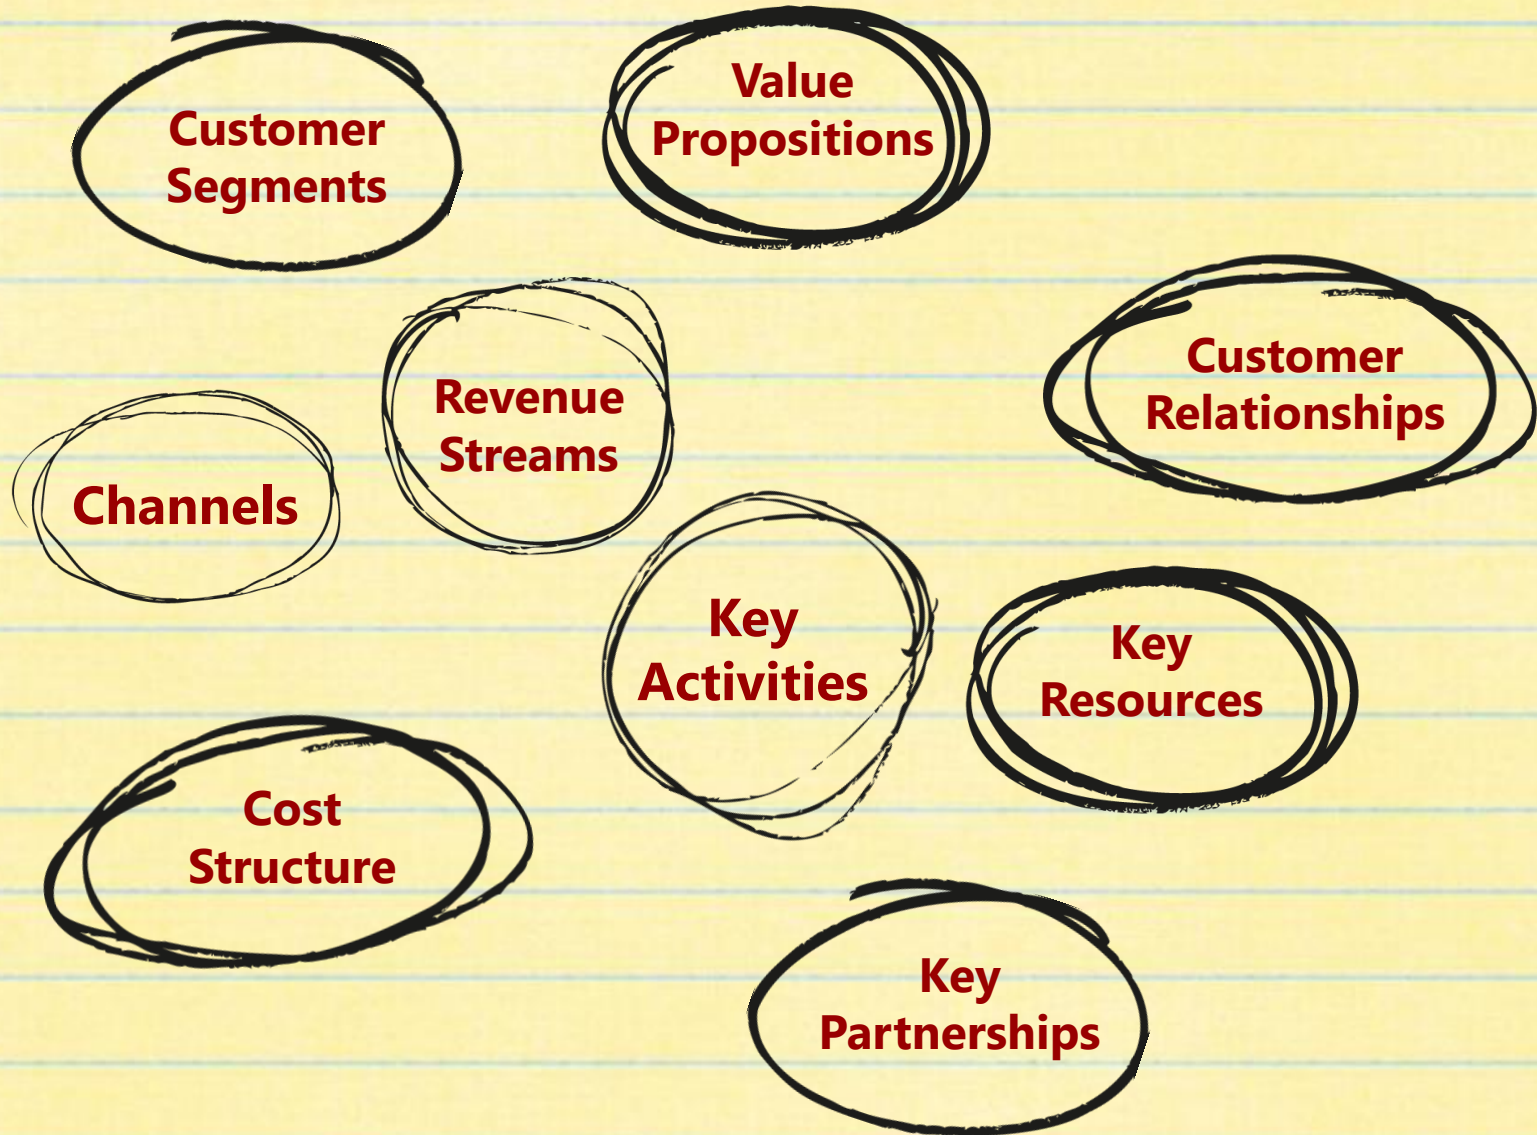 Customer
Segments
Value
Propositions
Customer
Relationships
Revenue
Streams
Channels
Key
Activities
Key
Resources
Cost
Structure
Key
Partnerships